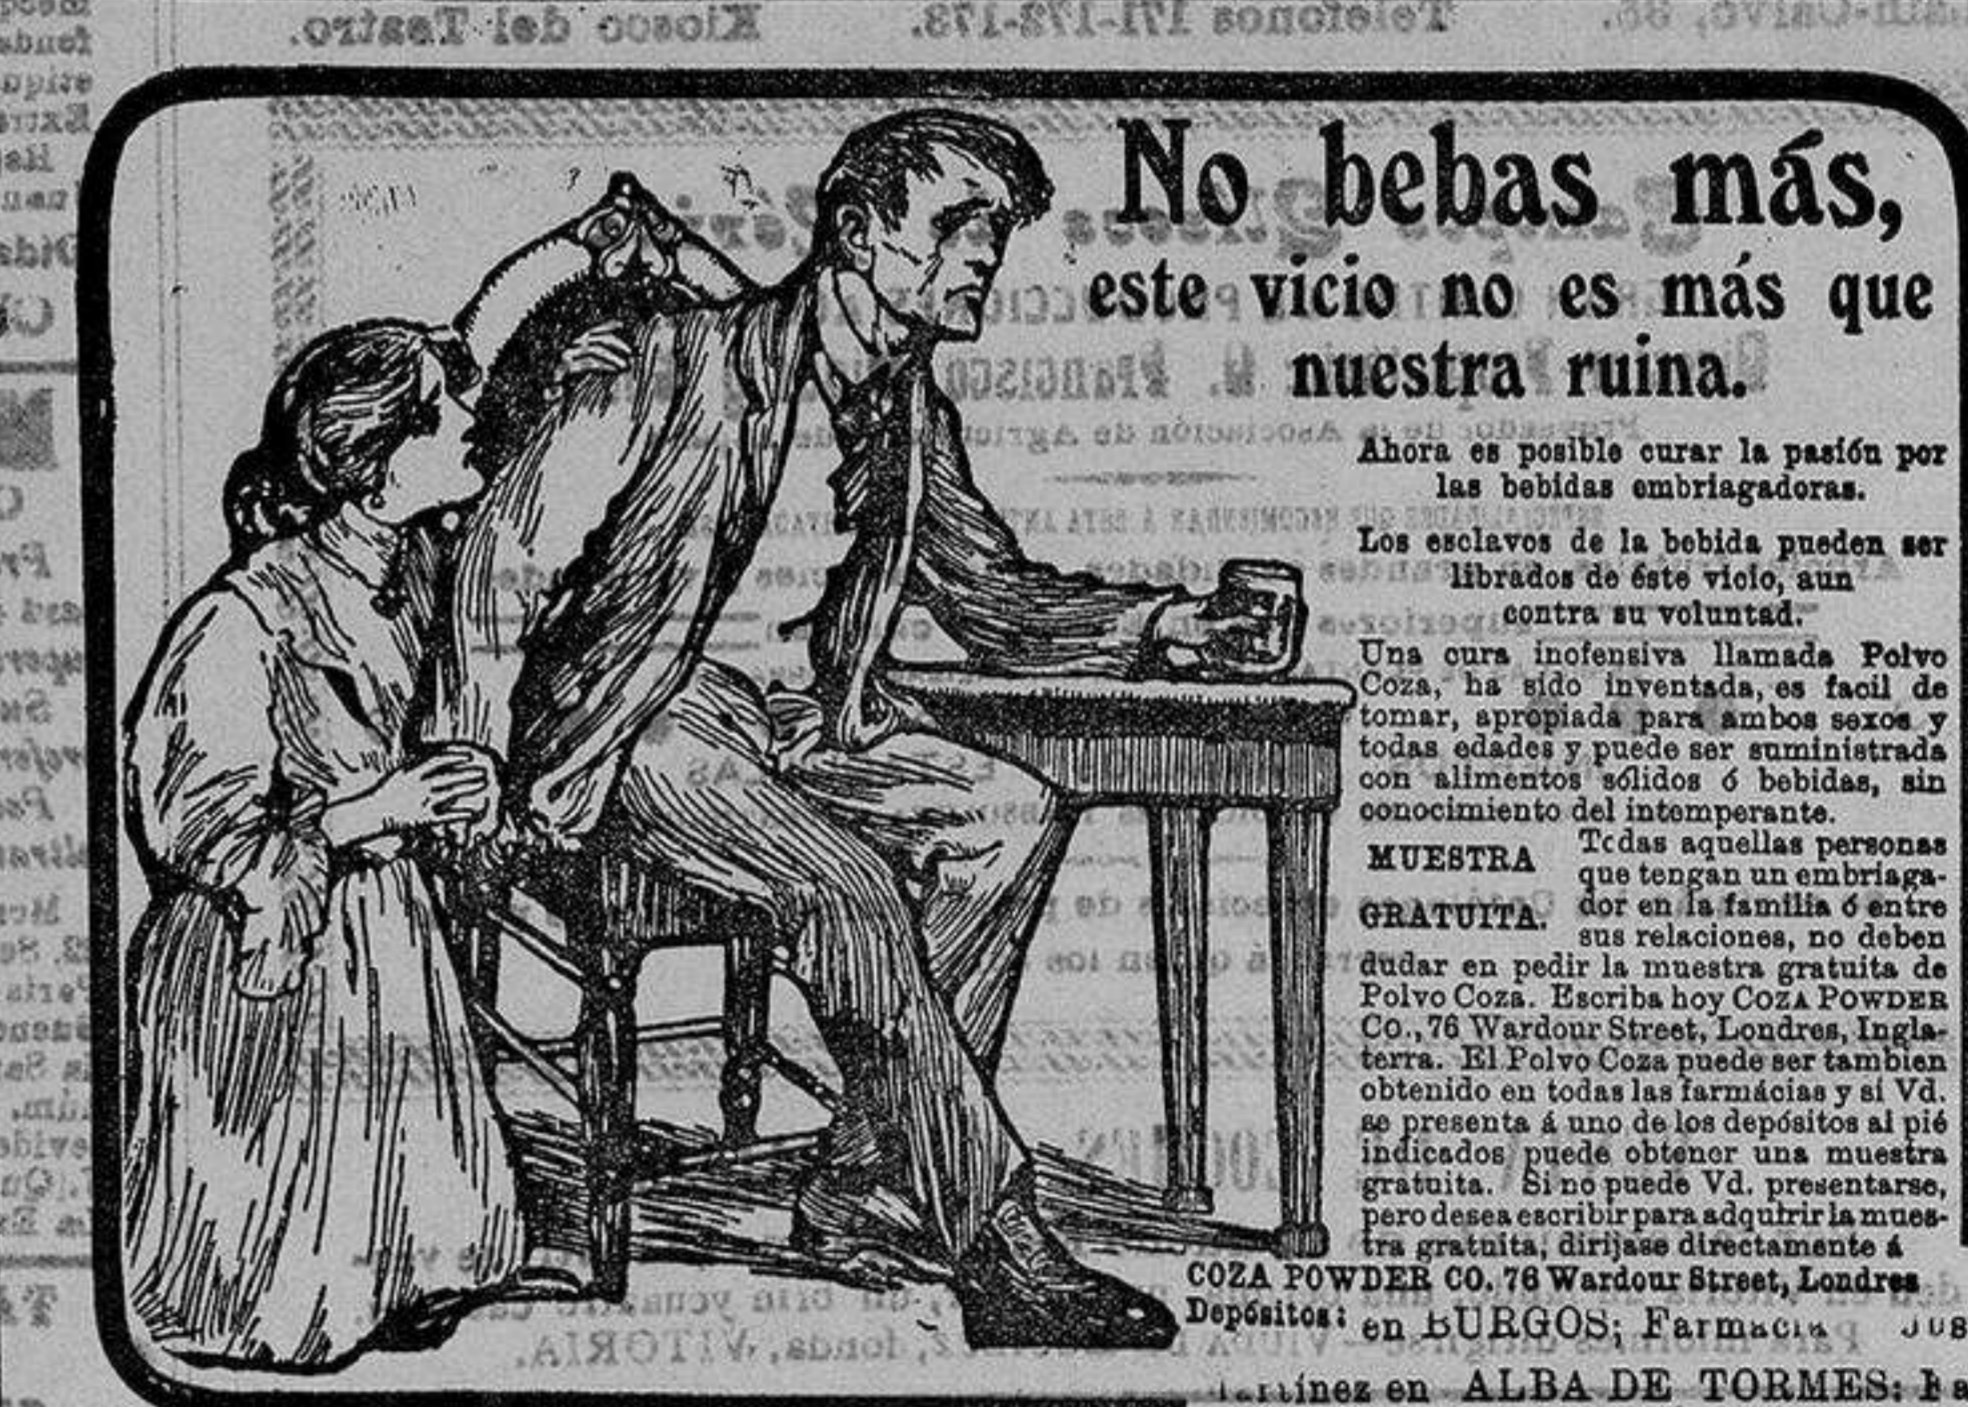 No bebas más,
este vicio no es más que
nuestra ruina.
Ahora es posible curar la pasión por
las bebidas embriagadoras.
Los esclavos de la bebida pueden ser
librados de éste vicio, aun
contra su voluntad.
Una cura inofensiva llamada Polvo
Coza, ha sido inventada, es facil de
tomar, apropiada para ambos sexos y
todas edades y puede ser suministrada
con alimentos sólidos ó bebidas, sin
conocimiento del intemperante.
MUESTRA
GRATUITA.
Todas aquellas personas
que tengan un embriaga-
dor en la familia ó entre
sus relaciones, no deben
dudar en pedir la muestra gratuita de
Polvo Coza. Escriba hoy COZA POWDER
CO., 76 Wardour Street, Londres, Ingla-
terra. El Polvo Coza puede ser tambien
obtenido en todas las farmácias y si Vd.
se presenta á uno de los depósitos al pié
indicados puede obtener una muestra
gratuita. Si no puede Vd. presentarse,
pero desea escribir para adquirir la mues-
tra gratuita, dirijase directamente á
COZA POWDER CO. 76 Wardour Street, Londres
Depósitos: en BURGOS; Farmacia
en ALBA DE TORMES: